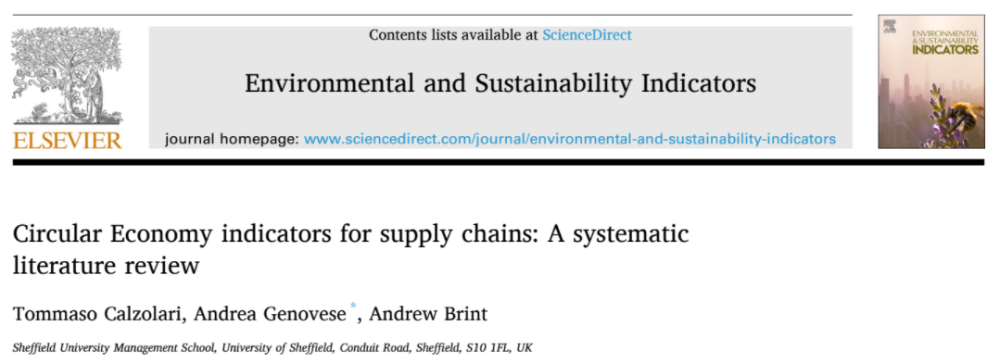 Contents lists available at ScienceDirect
Environmental and Sustainability Indicators
ELSEVIER
journal homepage: www.sciencedirect.com/journal/environmental-and-sustainability-indicators
ENVIRONMENTAL
& SUSTAINABILITY
INDICATORS
Circular Economy indicators for supply chains: A systematic
literature review
Tommaso Calzolari, Andrea Genovese *, Andrew Brint
Sheffield University Management School, University of Sheffield, Conduit Road, Sheffield, S10 1FL, UK